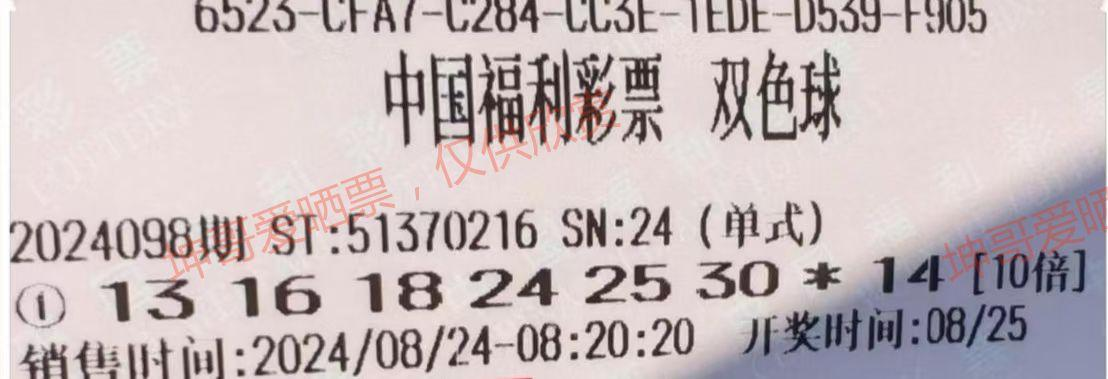 6523-CFA7-C284-CC3E-1EDE-D539-F905
中国福利彩票 双色球
2024098期 ST:51370216 SN:24 (单式)
① 13 16 18 24 25 30 * 14 [10倍]
销售时间:2024/08/24-08:20:20 开奖时间:08/25
坤哥爱晒票，仅供欣赏
坤哥爱晒